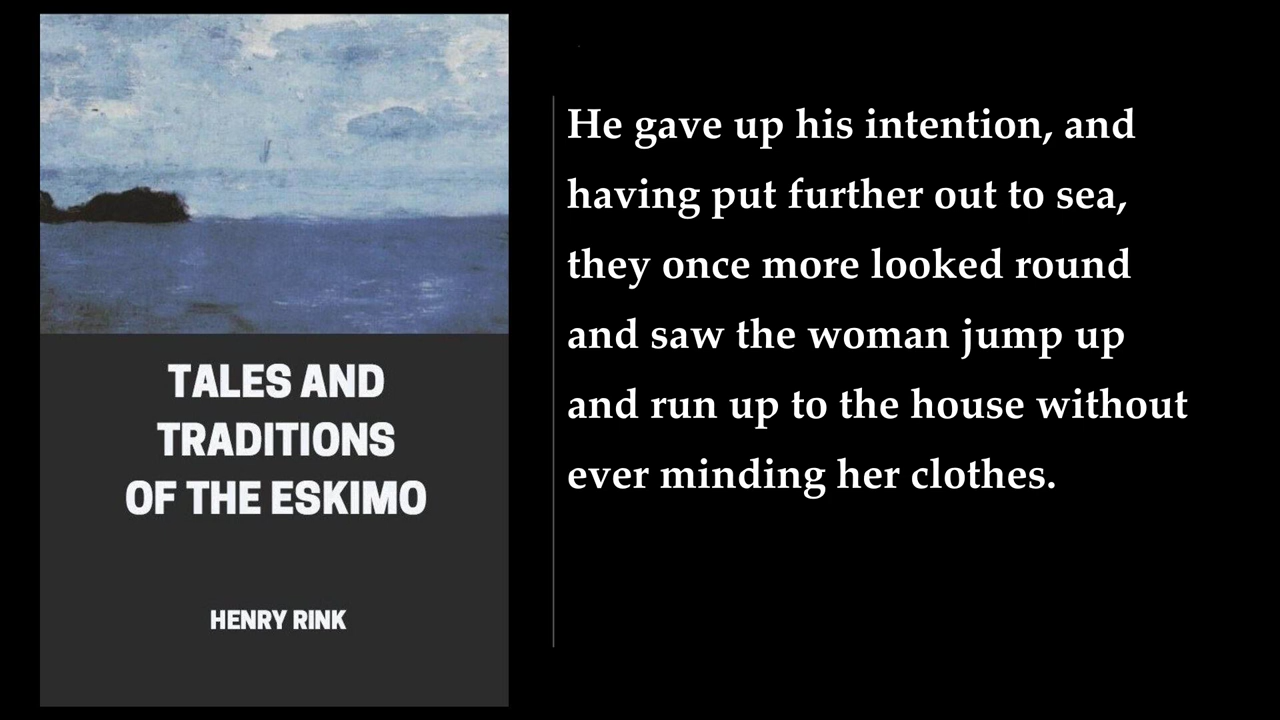 TALES AND
TRADITIONS
OF THE ESKIMO
HENRY RINK
He gave up his intention, and
having put further out to sea,
they once more looked round
and saw the woman jump up
and run up to the house without
ever minding her clothes.